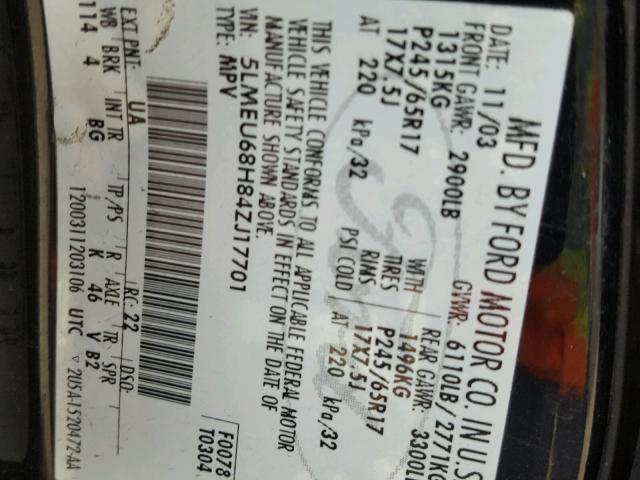 MFD. BY FORD MOTOR CO. IN U.S
DATE: 11/03 GVWR: 6110LB/2771KG
FRONT GAWR: 2900LB REAR GAWR: 3300LB
1315KG WITH 1496KG
P245/65R17 TIRES P245/65R17
17X7.5J RIMS 17X7.5J
AT 220 kPa/32 PSI COLD AT 220 kPa/32
THIS VEHICLE CONFORMS TO ALL APPLICABLE FEDERAL MOTOR
VEHICLE SAFETY STANDARDS IN EFFECT ON THE DATE OF
MANUFACTURE SHOWN ABOVE.
VIN: 5LMEU68H84ZJ17701
TYPE: MPV
F0078
T0304
EXT PNT: UA RC: 22 DSO:
WB BRK INT TR TP/PS R AXLE TR SPR
114 4 BG K 46 V B2
1200311203106 UTC 2U5A-1520472-AA